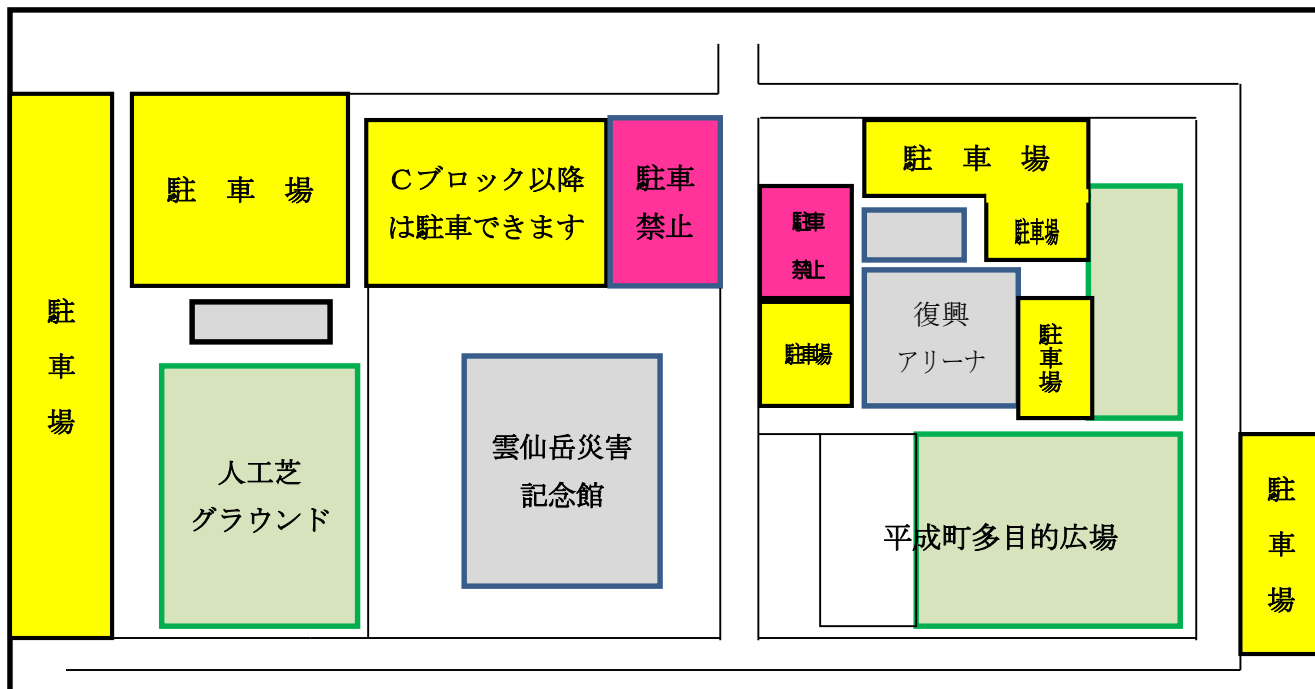 駐車場
駐　車　場
Ｃブロック以降
は駐車できます
駐車
禁止
駐　車　場
駐車場
駐車
禁止
駐車場
復興
アリーナ
駐車場
人工芝
グラウンド
雲仙岳災害
記念館
平成町多目的広場
駐車場